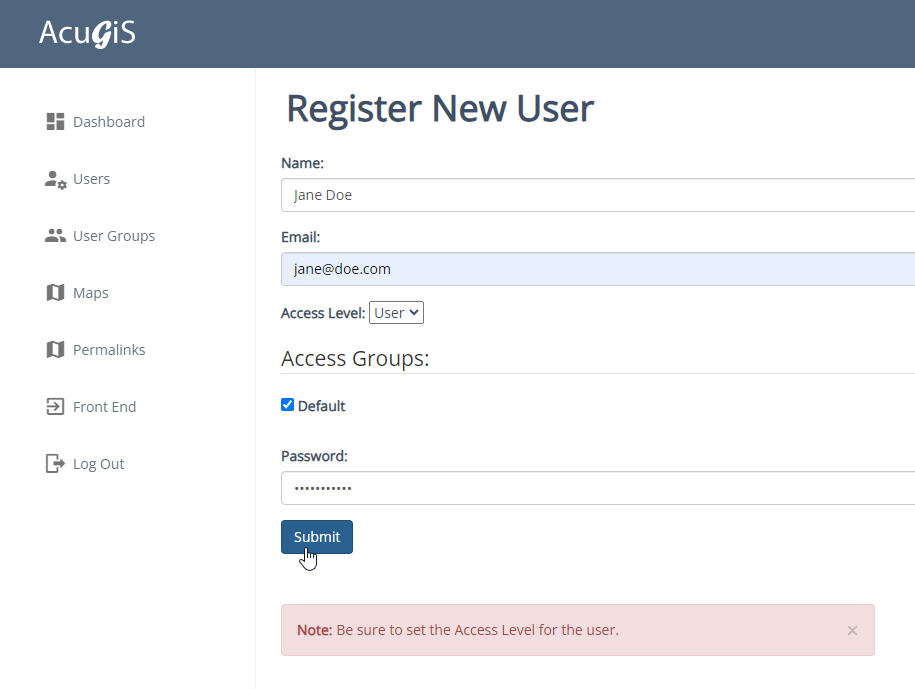 AcuGiS
Dashboard
Users
User Groups
Maps
Permalinks
Front End
Log Out
Register New User
Name:
Jane Doe
Email:
jane@doe.com
Access Level: User
Access Groups:
Default
Password:
•••••••••••
Submit
Note: Be sure to set the Access Level for the user. ×